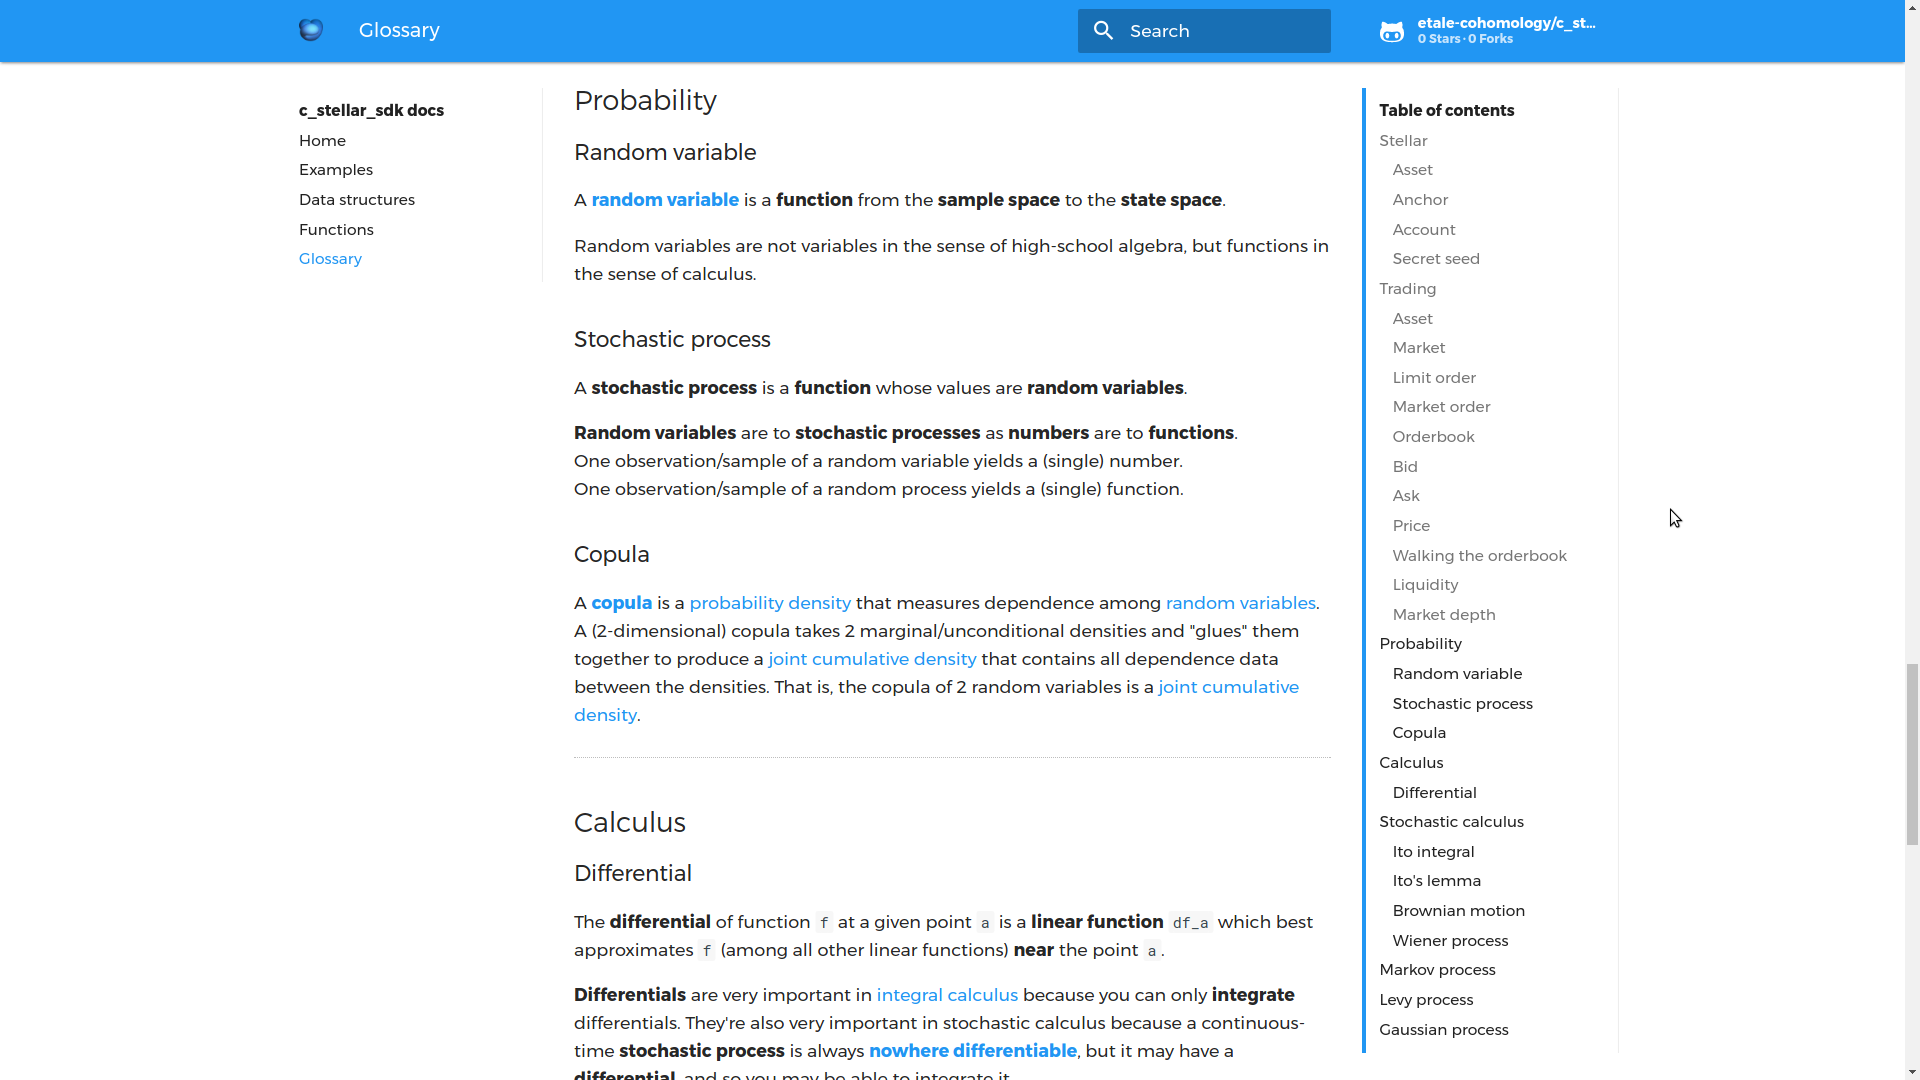 Glossary
Search
etale-cohomology/c_st...
0 Stars · 0 Forks
c_stellar_sdk docs
Home
Examples
Data structures
Functions
Glossary
Probability
Random variable
A random variable is a function from the sample space to the state space.
Random variables are not variables in the sense of high-school algebra, but functions in
the sense of calculus.
Stochastic process
A stochastic process is a function whose values are random variables.
Random variables are to stochastic processes as numbers are to functions.
One observation/sample of a random variable yields a (single) number.
One observation/sample of a random process yields a (single) function.
Copula
A copula is a probability density that measures dependence among random variables.
A (2-dimensional) copula takes 2 marginal/unconditional densities and "glues" them
together to produce a joint cumulative density that contains all dependence data
between the densities. That is, the copula of 2 random variables is a joint cumulative
density.
Calculus
Differential
The differential of function f at a given point a is a linear function df_a which best
approximates f (among all other linear functions) near the point a.
Differentials are very important in integral calculus because you can only integrate
differentials. They're also very important in stochastic calculus because a continuous-
time stochastic process is always nowhere differentiable, but it may have a
differential, and so you may be able to integrate it.
Table of contents
Stellar
Asset
Anchor
Account
Secret seed
Trading
Asset
Market
Limit order
Market order
Orderbook
Bid
Ask
Price
Walking the orderbook
Liquidity
Market depth
Probability
Random variable
Stochastic process
Copula
Calculus
Differential
Stochastic calculus
Ito integral
Ito's lemma
Brownian motion
Wiener process
Markov process
Levy process
Gaussian process